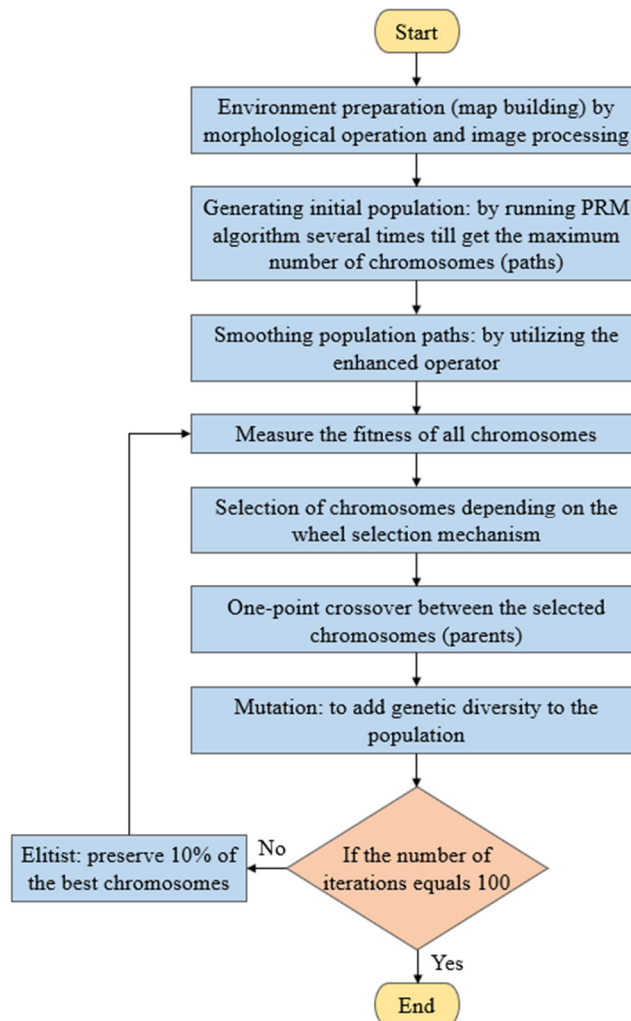 Start
Environment preparation (map building) by
morphological operation and image processing
Generating initial population: by running PRM
algorithm several times till get the maximum
number of chromosomes (paths)
Smoothing population paths: by utilizing the
enhanced operator
Measure the fitness of all chromosomes
Selection of chromosomes depending on the
wheel selection mechanism
One-point crossover between the selected
chromosomes (parents)
Mutation: to add genetic diversity to the
population
If the number of
iterations equals 100
No
Elitist: preserve 10% of
the best chromosomes
Yes
End